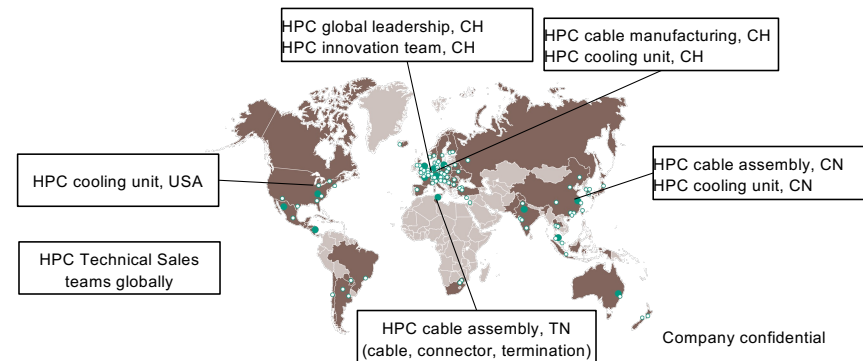 HPC global leadership, CH
HPC innovation team, CH
HPC cable manufacturing, CH
HPC cooling unit, CH
HPC cooling unit, USA
HPC cable assembly, CN
HPC cooling unit, CN
HPC Technical Sales
teams globally
HPC cable assembly, TN
(cable, connector, termination)
Company confidential